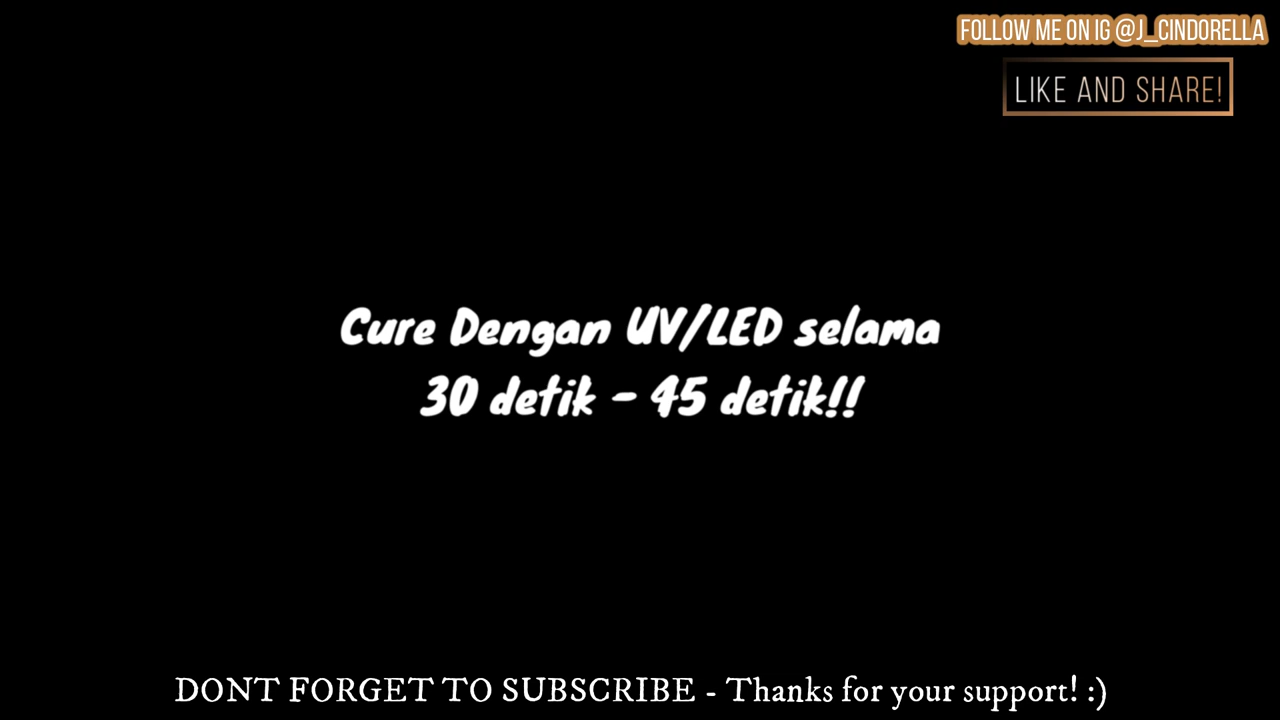 FOLLOW ME ON IG @J_CINDORELLA
LIKE AND SHARE!
Cure Dengan UV/LED selama
30 detik - 45 detik!!
DONT FORGET TO SUBSCRIBE - Thanks for your support! :)